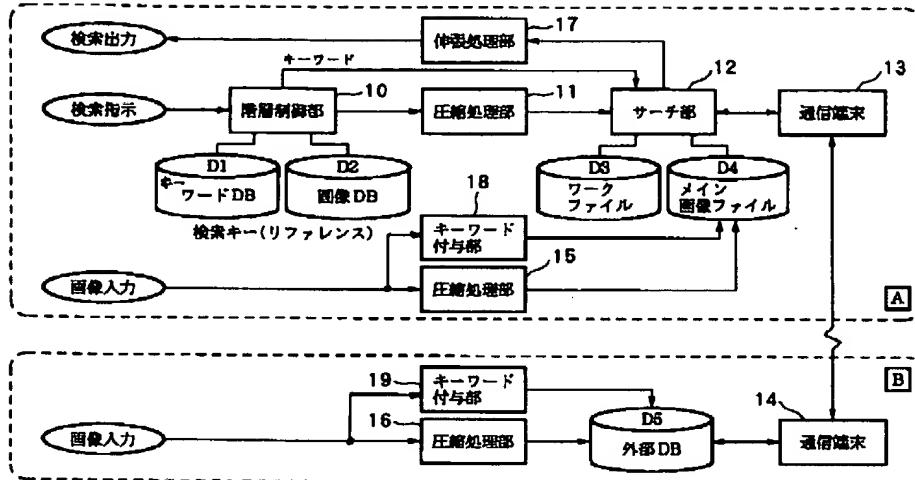 17
検索出力
伸張処理部
キーワード
10
11
12
13
検索指示
階層制御部
圧縮処理部
サーチ部
通信端末
D1
キーワードDB
D2
画像DB
D3
ワーク
ファイル
D4
メイン
画像ファイル
検索キー(リファレンス)
18
キーワード
付与部
15
画像入力
圧縮処理部
A
B
19
キーワード
付与部
16
画像入力
圧縮処理部
D5
外部DB
14
通信端末